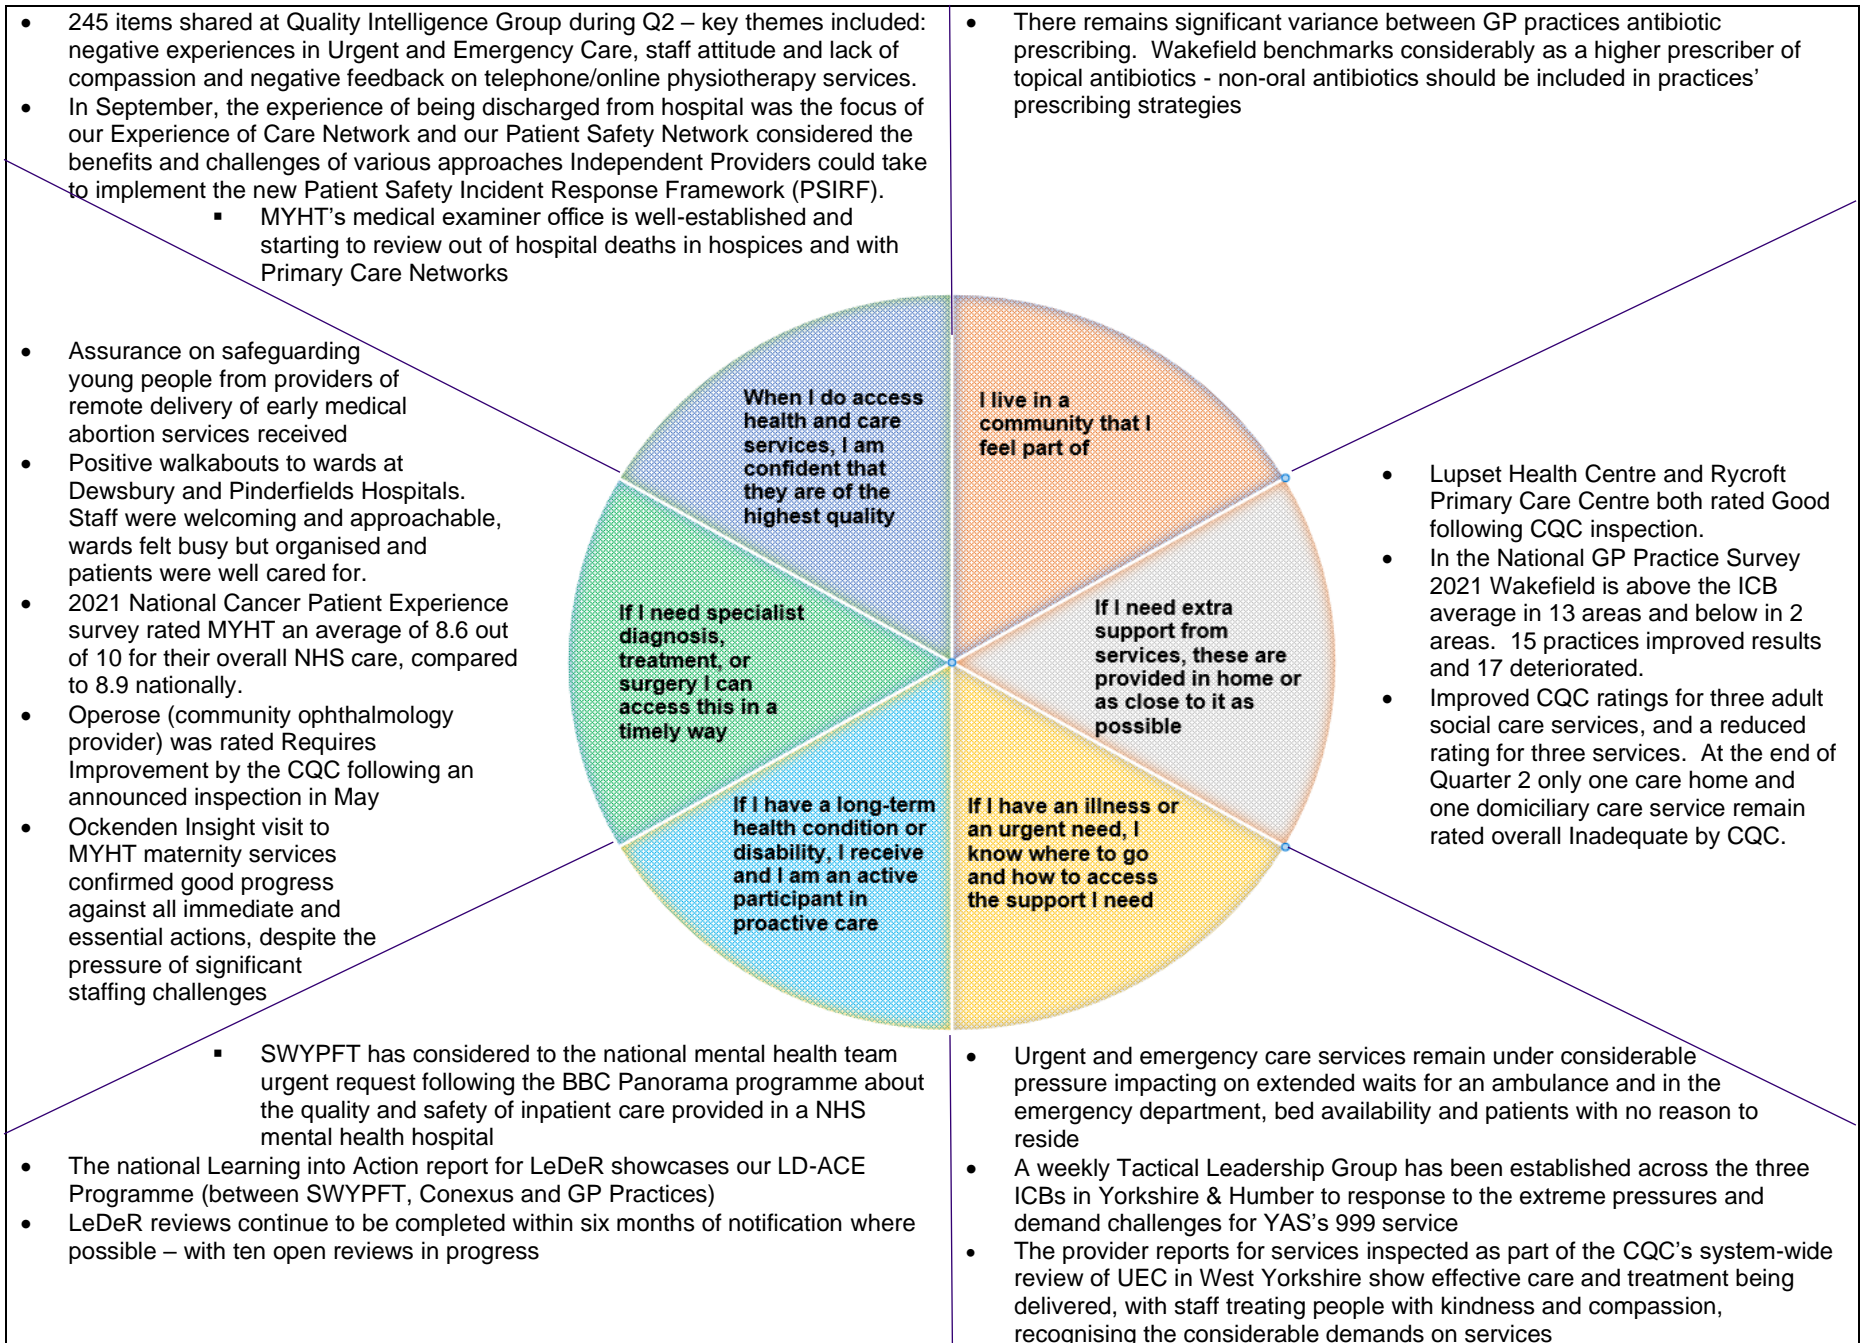 • 245 items shared at Quality Intelligence Group during Q2 – key themes included:
negative experiences in Urgent and Emergency Care, staff attitude and lack of
compassion and negative feedback on telephone/online physiotherapy services.
• In September, the experience of being discharged from hospital was the focus of
our Experience of Care Network and our Patient Safety Network considered the
benefits and challenges of various approaches Independent Providers could take
to implement the new Patient Safety Incident Response Framework (PSIRF).
▪ MYHT's medical examiner office is well-established and
starting to review out of hospital deaths in hospices and with
Primary Care Networks
• There remains significant variance between GP practices antibiotic
prescribing. Wakefield benchmarks considerably as a higher prescriber of
topical antibiotics - non-oral antibiotics should be included in practices'
prescribing strategies
• Assurance on safeguarding
young people from providers of
remote delivery of early medical
abortion services received
• Positive walkabouts to wards at
Dewsbury and Pinderfields Hospitals.
Staff were welcoming and approachable,
wards felt busy but organised and
patients were well cared for.
• 2021 National Cancer Patient Experience
survey rated MYHT an average of 8.6 out
of 10 for their overall NHS care, compared
to 8.9 nationally.
• Operose (community ophthalmology
provider) was rated Requires
Improvement by the CQC following an
announced inspection in May
• Ockenden Insight visit to
MYHT maternity services
confirmed good progress
against all immediate and
essential actions, despite the
pressure of significant
staffing challenges
When I do access
health and care
services, I am
confident that
they are of the
highest quality
I live in a
community that I
feel part of
If I need specialist
diagnosis,
treatment, or
surgery I can
access this in a
timely way
If I need extra
support from
services, these are
provided in home or
as close to it as
possible
If I have a long-term
health condition or
disability, I receive
and I am an active
participant in
proactive care
If I have an illness or
an urgent need, I
know where to go
and how to access
the support I need
• Lupset Health Centre and Rycroft
Primary Care Centre both rated Good
following CQC inspection.
• In the National GP Practice Survey
2021 Wakefield is above the ICB
average in 13 areas and below in 2
areas. 15 practices improved results
and 17 deteriorated.
• Improved CQC ratings for three adult
social care services, and a reduced
rating for three services. At the end of
Quarter 2 only one care home and
one domiciliary care service remain
rated overall Inadequate by CQC.
▪ SWYPFT has considered to the national mental health team
urgent request following the BBC Panorama programme about
the quality and safety of inpatient care provided in a NHS
mental health hospital
• The national Learning into Action report for LeDeR showcases our LD-ACE
Programme (between SWYPFT, Conexus and GP Practices)
• LeDeR reviews continue to be completed within six months of notification where
possible – with ten open reviews in progress
• Urgent and emergency care services remain under considerable
pressure impacting on extended waits for an ambulance and in the
emergency department, bed availability and patients with no reason to
reside
• A weekly Tactical Leadership Group has been established across the three
ICBs in Yorkshire & Humber to response to the extreme pressures and
demand challenges for YAS's 999 service
• The provider reports for services inspected as part of the CQC's system-wide
review of UEC in West Yorkshire show effective care and treatment being
delivered, with staff treating people with kindness and compassion,
recognising the considerable demands on services